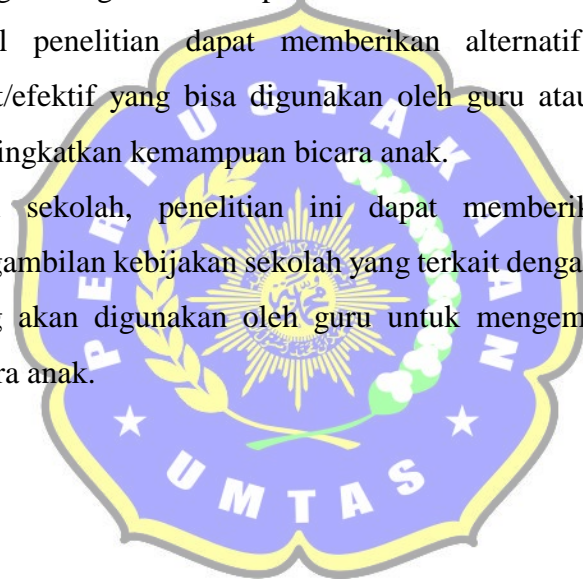 penelitian dapat memberikan alternatif
/efektif yang bisa digunakan oleh guru atau
ingkatkan kemampuan bicara anak.
sekolah, penelitian ini dapat memberik
gambilan kebijakan sekolah yang terkait denga
akan digunakan oleh guru untuk mengem
ra anak.
PERPUSTAKAAN
UMTAS